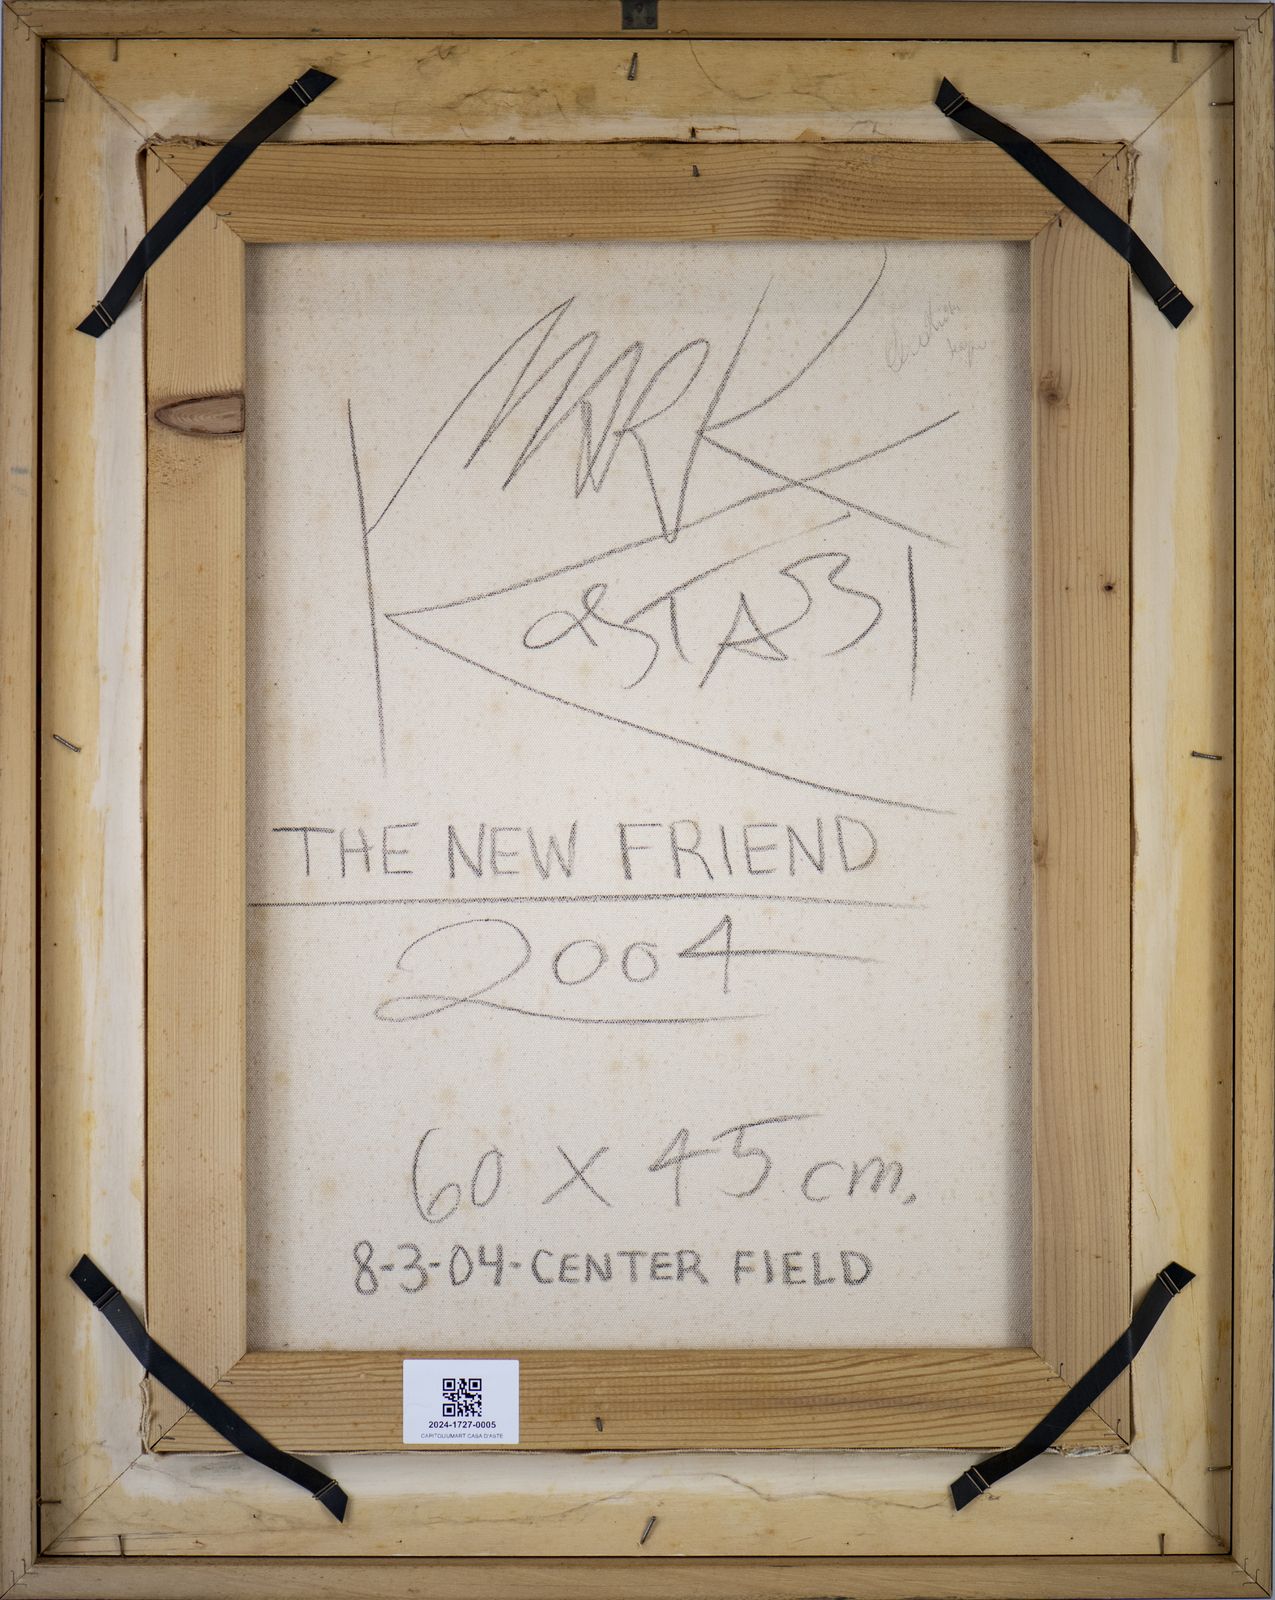 MARK
KOSTABI
THE NEW FRIEND
2004
60 X 45 cm.
8-3-04-CENTER FIELD
2024-1727-0005
CAPITOLIUMART CASA D'ASTE